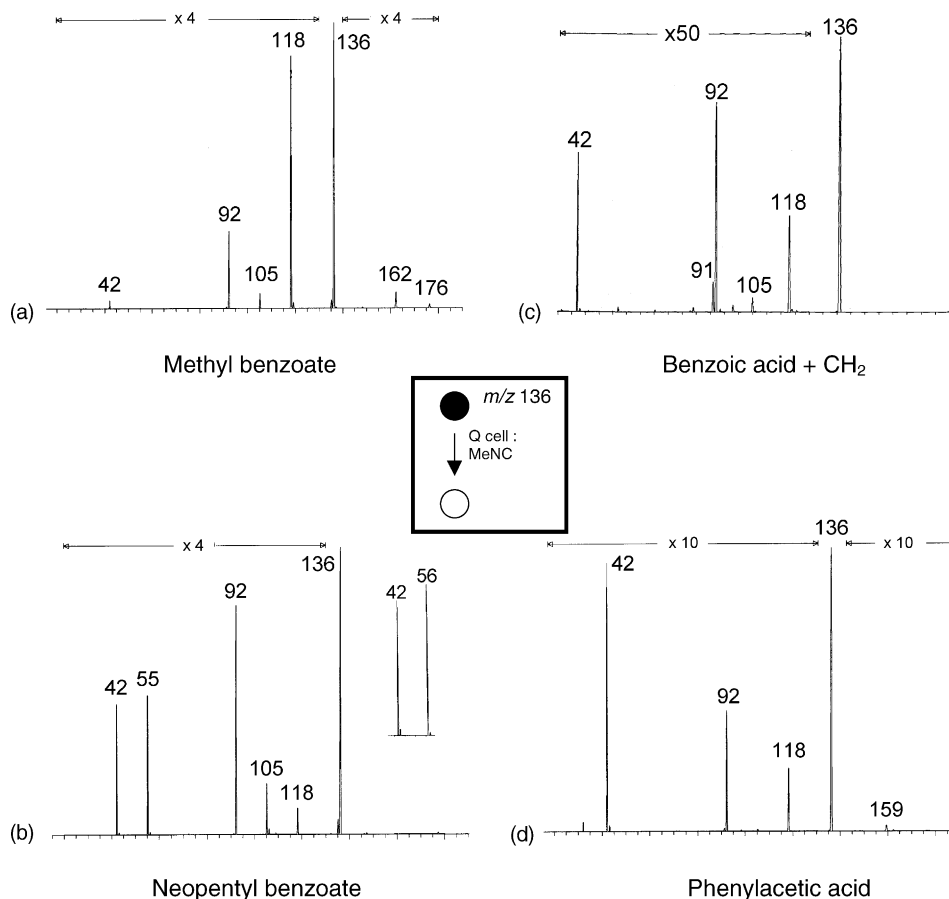 x 4
x 4
118
136
92
42
105
162
176
(a)
Methyl benzoate
x50
136
92
42
118
91
105
(c)
Benzoic acid + CH₂
m/z 136
Q cell :
MeNC
x 4
136
92
42
55
105
118
42
56
(b)
Neopentyl benzoate
136
x 10
x 10
42
92
118
159
(d)
Phenylacetic acid